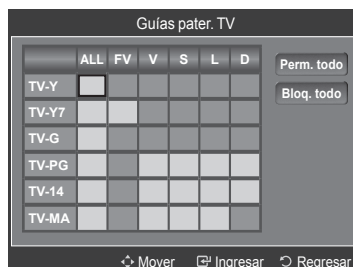 Guías pater. TV
ALL FV V S L D
Perm. todo
TV-Y
Bloq. todo
TV-Y7
TV-G
TV-PG
TV-14
TV-MA
Mover Ingresar Regresar